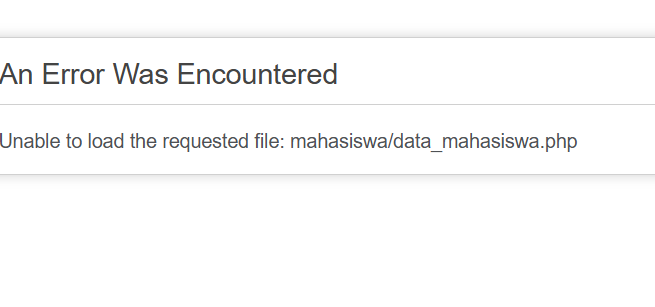 An Error Was Encountered
Unable to load the requested file: mahasiswa/data_mahasiswa.php